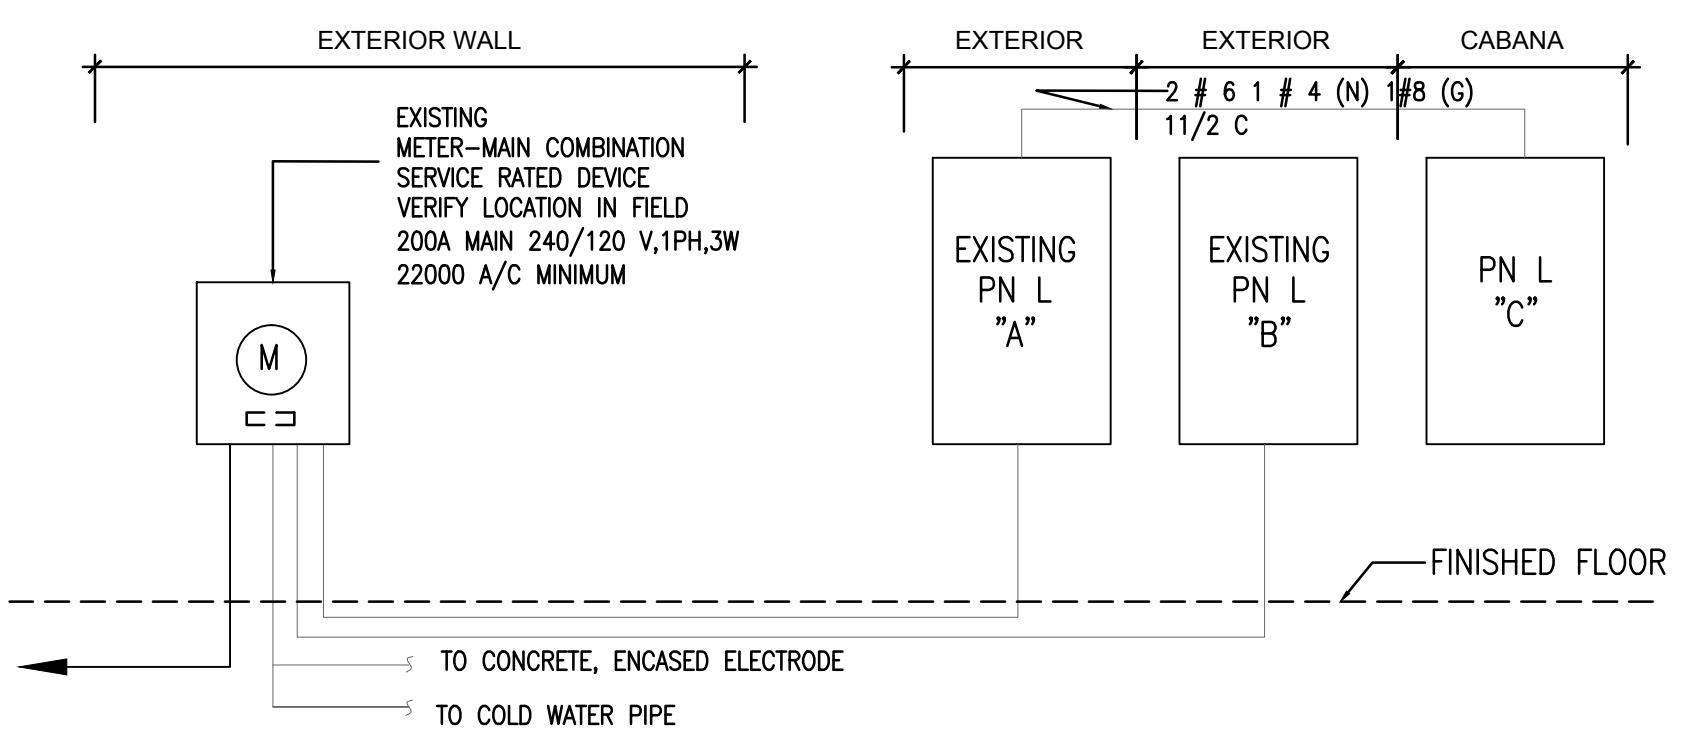 EXTERIOR WALL
EXTERIOR
EXTERIOR
CABANA
2 # 6 1 # 4 (N) 1#8 (G)
11/2 C
EXISTING
METER-MAIN COMBINATION
SERVICE RATED DEVICE
VERIFY LOCATION IN FIELD
200A MAIN 240/120 V,1PH,3W
22000 A/C MINIMUM
M
EXISTING
PN L
"A"
EXISTING
PN L
"B"
PN L
"C"
FINISHED FLOOR
TO CONCRETE, ENCASED ELECTRODE
TO COLD WATER PIPE